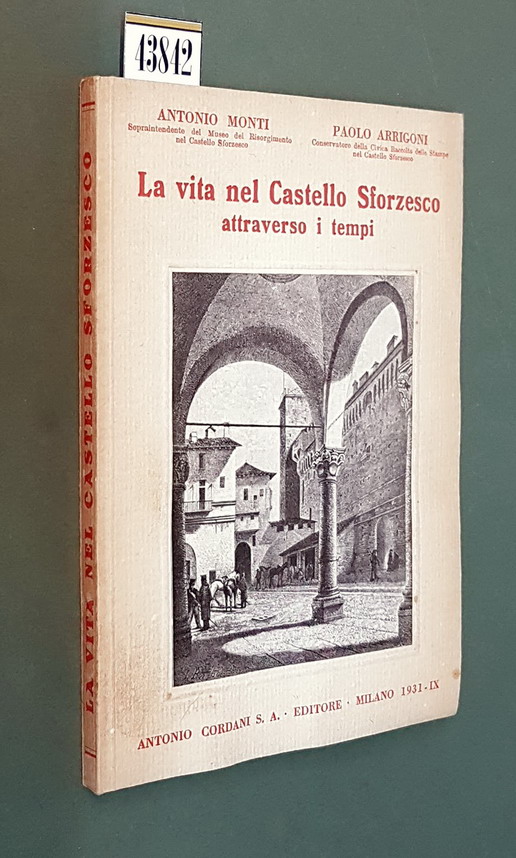 43842
ANTONIO MONTI
Sopraintendente del Museo del Risorgimento
nel Castello Sforzesco
PAOLO ARRIGONI
Conservatore della Civica Raccolta delle Stampe
nel Castello Sforzesco
La vita nel Castello Sforzesco
attraverso i tempi
ANTONIO CORDANI S. A. · EDITORE · MILANO 1931-IX
LA VITA NEL CASTELLO SFORZESCO